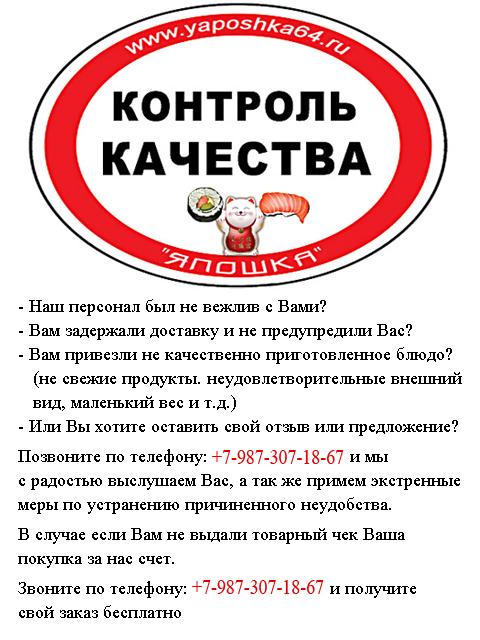 www.yaposhka64.ru
КОНТРОЛЬ
КАЧЕСТВА
"ЯПОШКА"
- Наш персонал был не вежлив с Вами?
- Вам задержали доставку и не предупредили Вас?
- Вам привезли не качественно приготовленное блюдо?
(не свежие продукты. неудовлетворительные внешний
вид, маленький вес и т.д.)
- Или Вы хотите оставить свой отзыв или предложение?
Позвоните по телефону: +7-987-307-18-67 и мы
с радостью выслушаем Вас, а так же примем экстренные
меры по устранению причиненного неудобства.
В случае если Вам не выдали товарный чек Ваша
покупка за нас счет.
Звоните по телефону: +7-987-307-18-67 и получите
свой заказ бесплатно